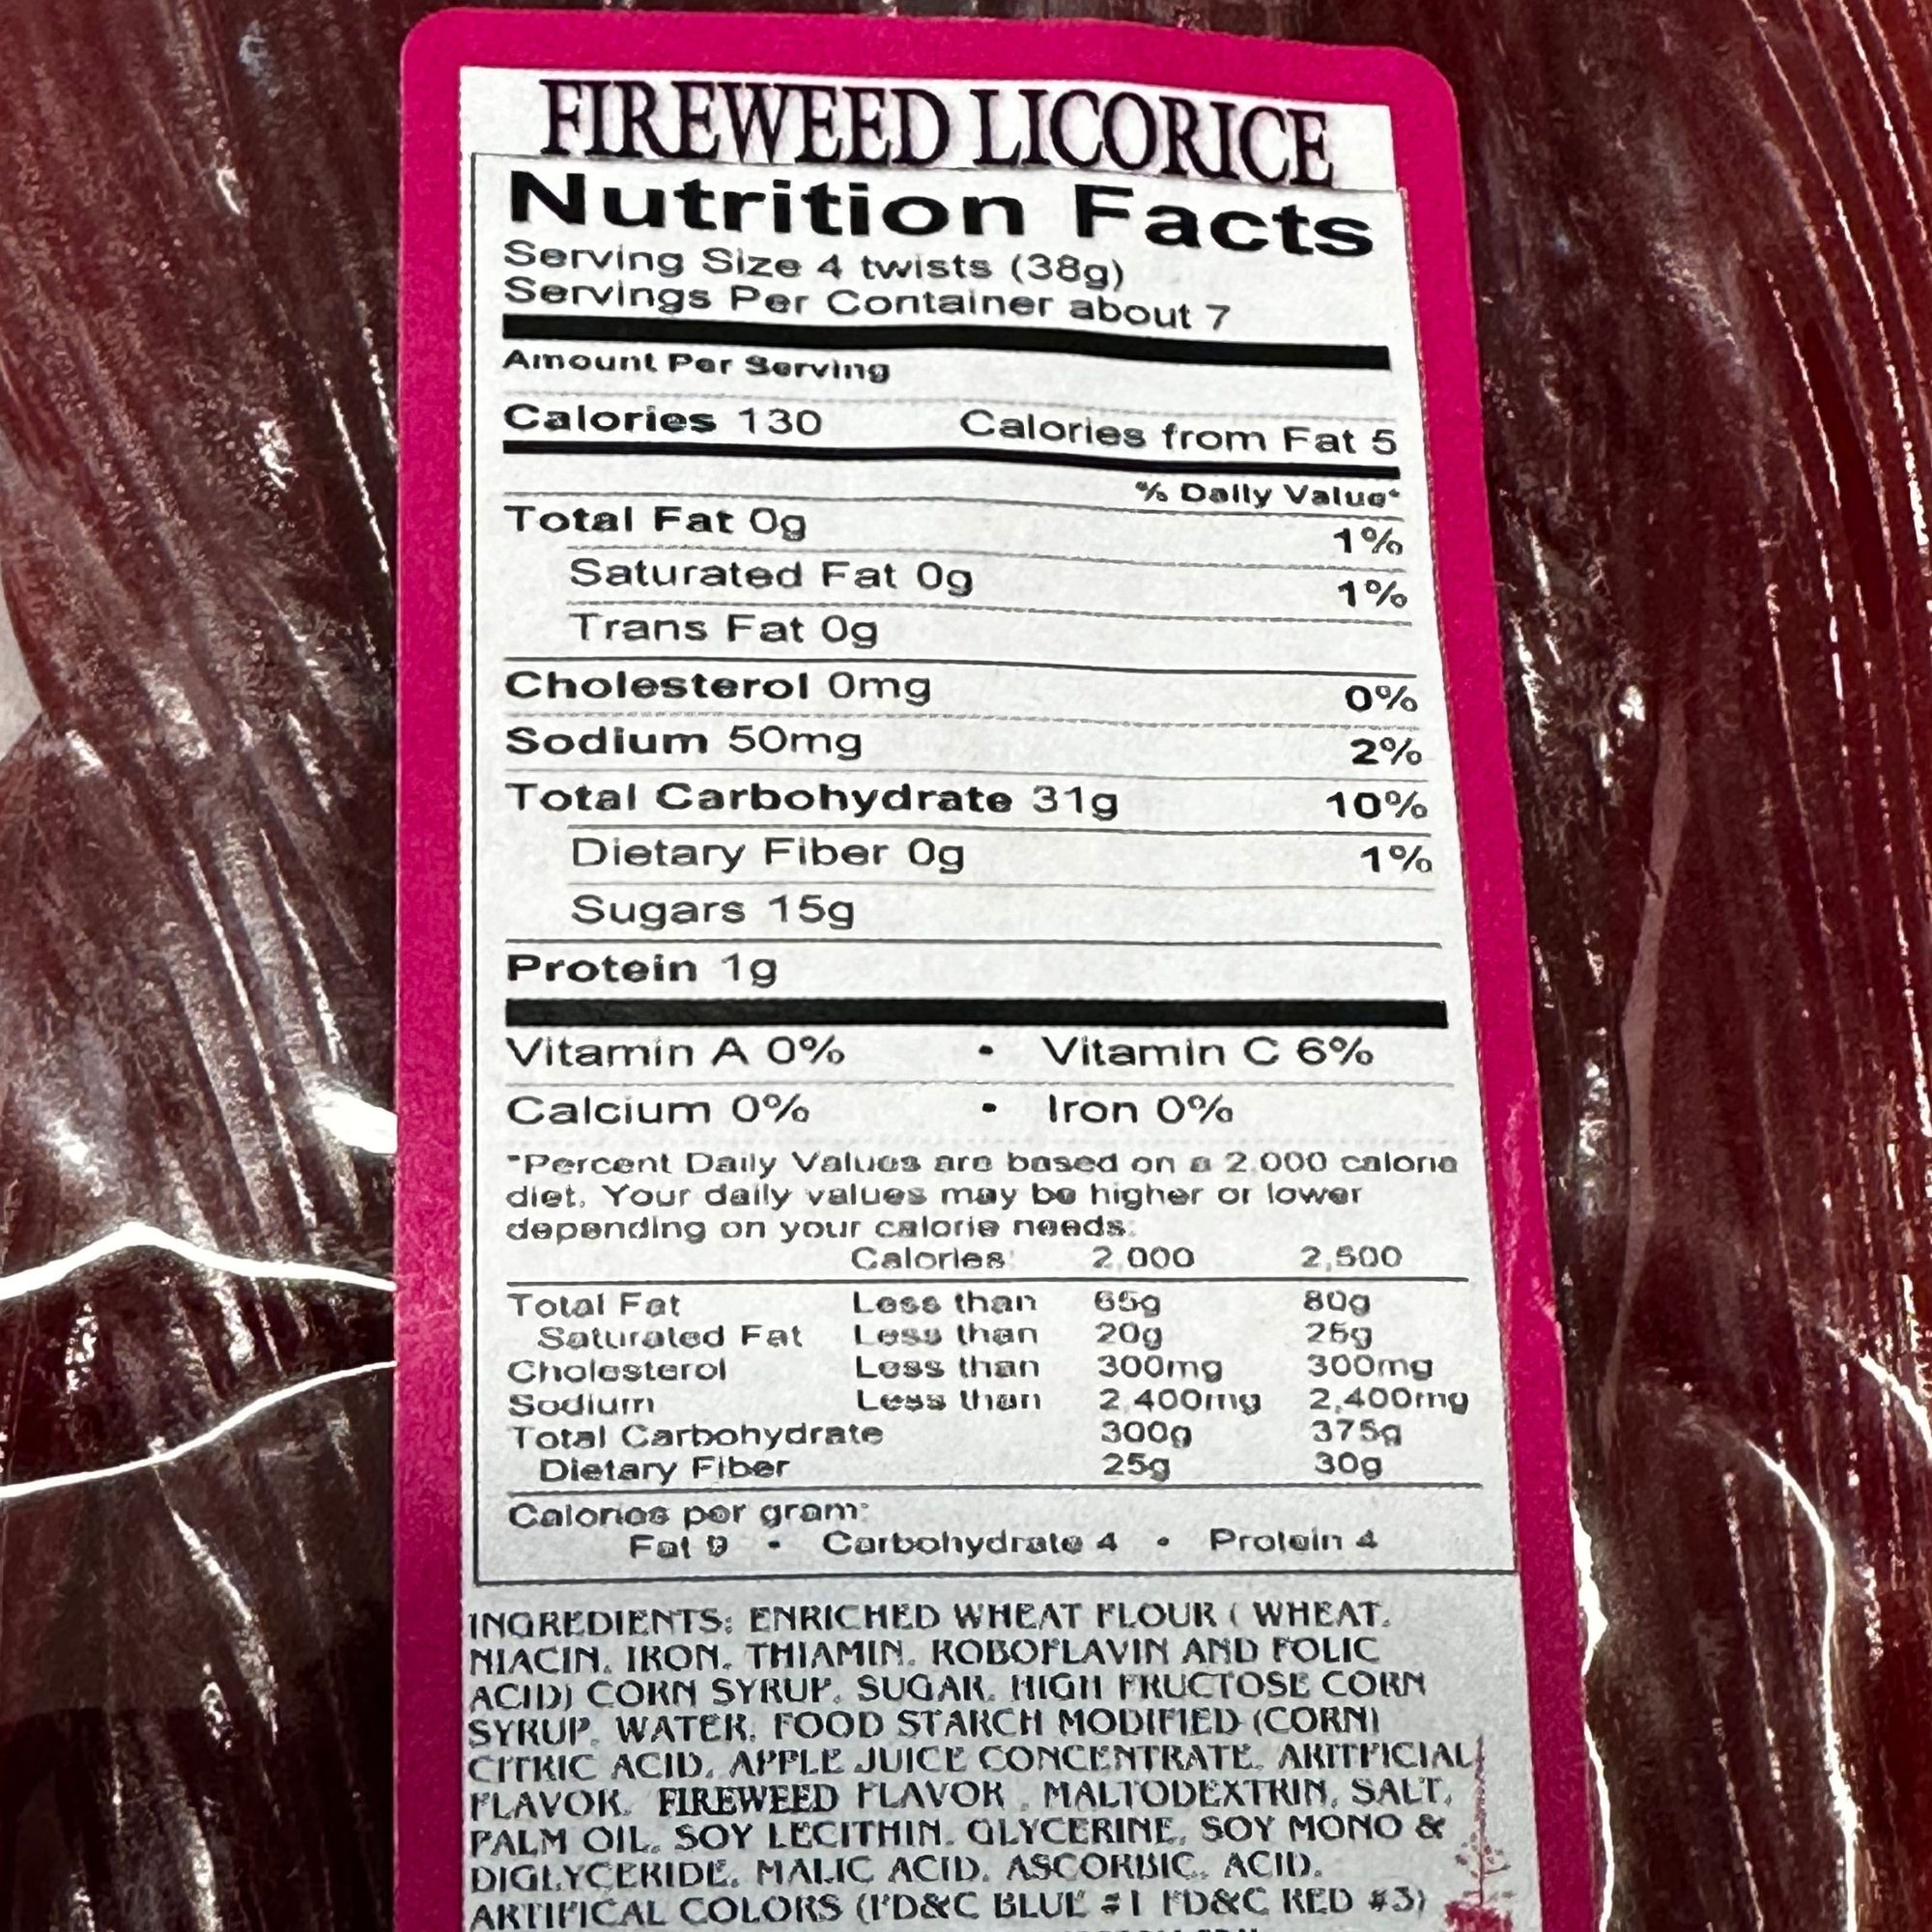 FIREWEED LICORICE
Nutrition Facts
Serving Size 4 twists (38g)
Servings Per Container about 7
Amount Per Serving
Calories 130 Calories from Fat 5
% Daily Value*
Total Fat 0g 1%
Saturated Fat 0g 1%
Trans Fat 0g
Cholesterol 0mg 0%
Sodium 50mg 2%
Total Carbohydrate 31g 10%
Dietary Fiber 0g 1%
Sugars 15g
Protein 1g
Vitamin A 0% • Vitamin C 6%
Calcium 0% • Iron 0%
*Percent Daily Values are based on a 2,000 calorie
diet. Your daily values may be higher or lower
depending on your calorie needs:
Calories: 2,000 2,500
Total Fat Less than 65g 80g
Saturated Fat Less than 20g 25g
Cholesterol Less than 300mg 300mg
Sodium Less than 2,400mg 2,400mg
Total Carbohydrate 300g 375g
Dietary Fiber 25g 30g
Calories per gram:
Fat 9 • Carbohydrate 4 • Protein 4
INGREDIENTS: ENRICHED WHEAT FLOUR ( WHEAT,
NIACIN, IRON, THIAMIN, ROBOFLAVIN AND FOLIC
ACID) CORN SYRUP, SUGAR, HIGH FRUCTOSE CORN
SYRUP, WATER, FOOD STARCH MODIFIED (CORN)
CITRIC ACID, APPLE JUICE CONCENTRATE, ARITFICIAL
FLAVOR, FIREWEED FLAVOR , MALTODEXTRIN, SALT,
PALM OIL, SOY LECITHIN, GLYCERINE, SOY MONO &
DIGLYCERIDE, MALIC ACID, ASCORBIC, ACID,
ARTIFICAL COLORS (FD&C BLUE #1 FD&C RED #3)